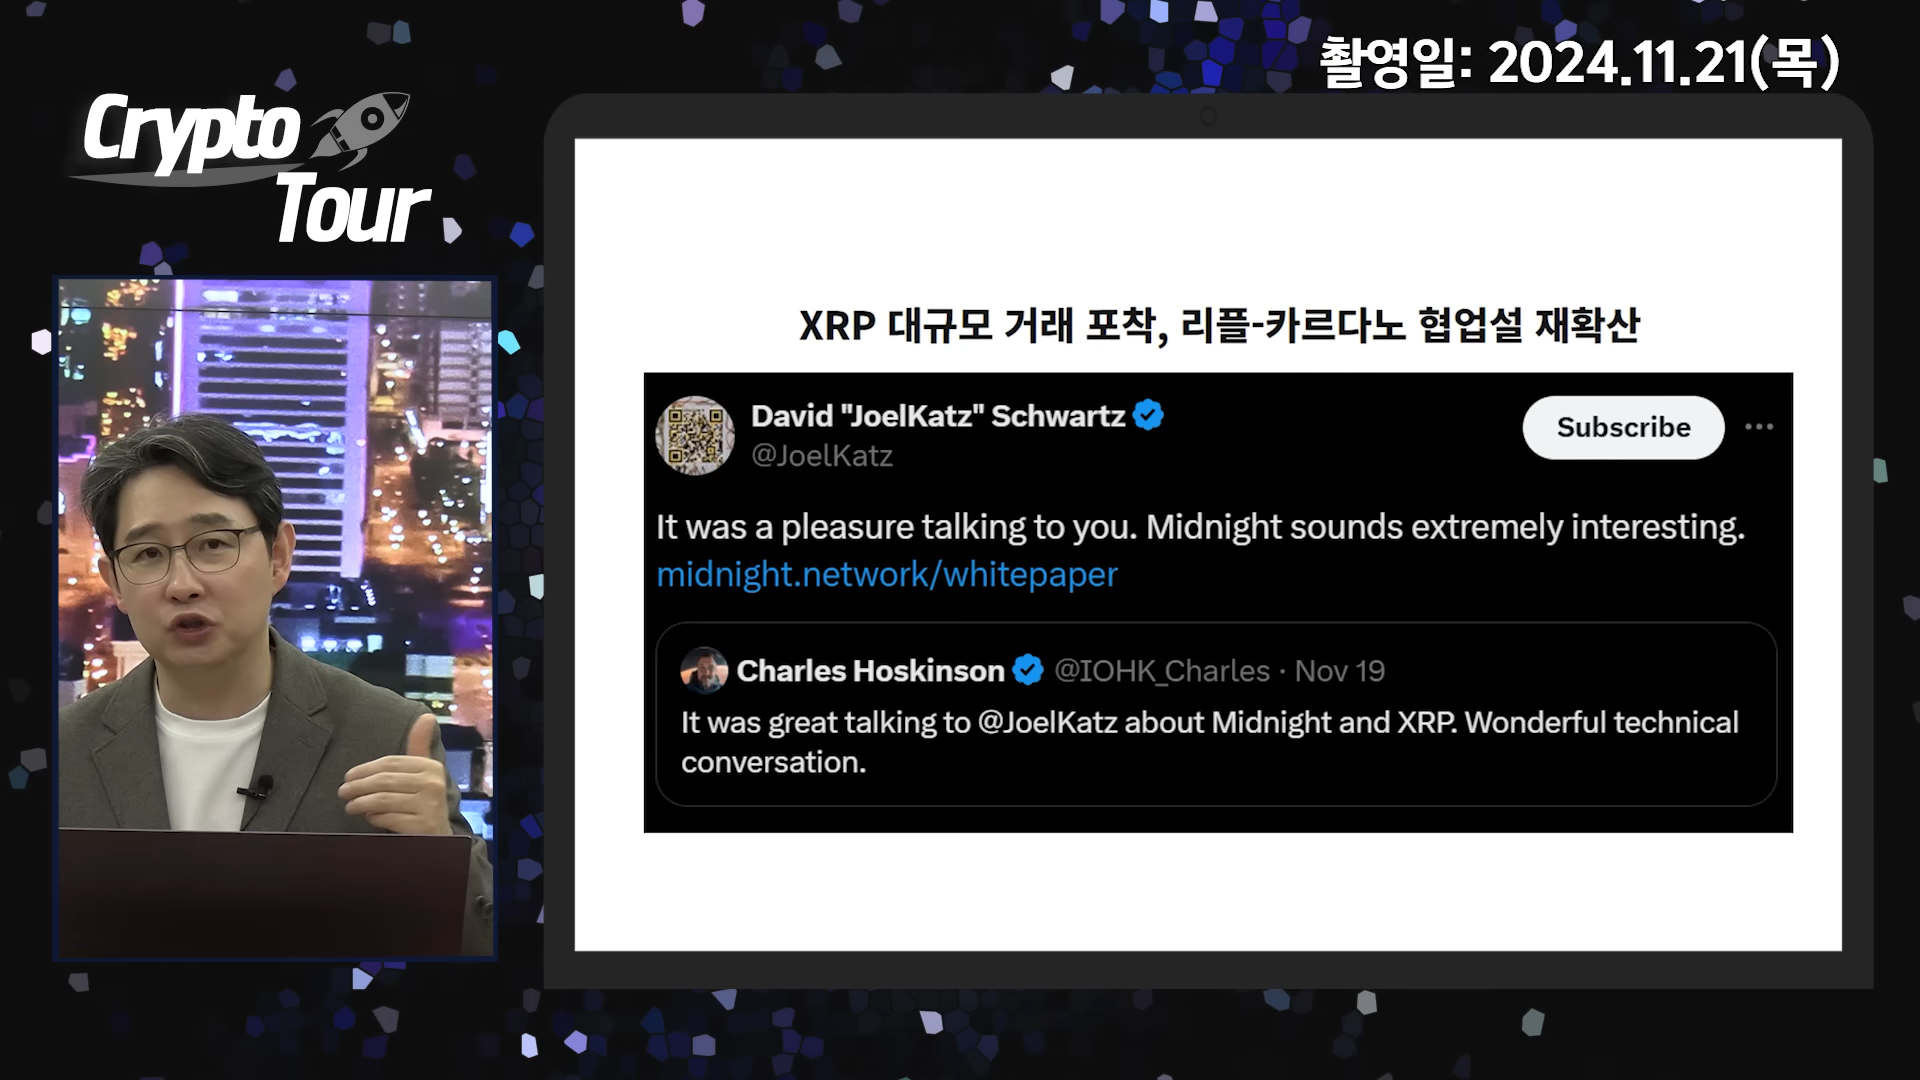 촬영일: 2024.11.21(목)
Crypto
Tour
XRP 대규모 거래 포착, 리플-카르다노 협업설 재확산
David "JoelKatz" Schwartz
@JoelKatz
Subscribe
It was a pleasure talking to you. Midnight sounds extremely interesting.
midnight.network/whitepaper
Charles Hoskinson @IOHK_Charles · Nov 19
It was great talking to @JoelKatz about Midnight and XRP. Wonderful technical
conversation.